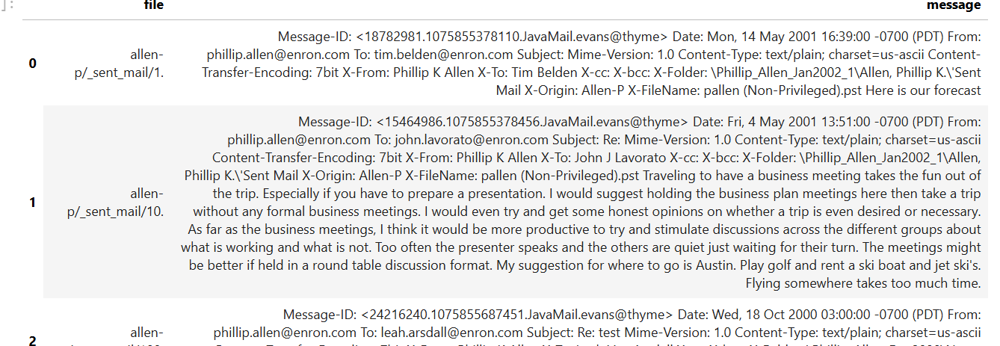 ]:
file message
Message-ID: <18782981.1075855378110.JavaMail.evans@thyme> Date: Mon, 14 May 2001 16:39:00 -0700 (PDT) From:
0 allen- phillip.allen@enron.com To: tim.belden@enron.com Subject: Mime-Version: 1.0 Content-Type: text/plain; charset=us-ascii Content-
p/_sent_mail/1. Transfer-Encoding: 7bit X-From: Phillip K Allen X-To: Tim Belden X-cc: X-bcc: X-Folder: \Phillip_Allen_Jan2002_1\Allen, Phillip K.\'Sent
Mail X-Origin: Allen-P X-FileName: pallen (Non-Privileged).pst Here is our forecast
Message-ID: <15464986.1075855378456.JavaMail.evans@thyme> Date: Fri, 4 May 2001 13:51:00 -0700 (PDT) From:
phillip.allen@enron.com To: john.lavorato@enron.com Subject: Re: Mime-Version: 1.0 Content-Type: text/plain; charset=us-ascii
Content-Transfer-Encoding: 7bit X-From: Phillip K Allen X-To: John J Lavorato X-cc: X-bcc: X-Folder: \Phillip_Allen_Jan2002_1\Allen,
Phillip K.\'Sent Mail X-Origin: Allen-P X-FileName: pallen (Non-Privileged).pst Traveling to have a business meeting takes the fun out of
1 allen- the trip. Especially if you have to prepare a presentation. I would suggest holding the business plan meetings here then take a trip
p/_sent_mail/10. without any formal business meetings. I would even try and get some honest opinions on whether a trip is even desired or necessary.
As far as the business meetings, I think it would be more productive to try and stimulate discussions across the different groups about
what is working and what is not. Too often the presenter speaks and the others are quiet just waiting for their turn. The meetings might
be better if held in a round table discussion format. My suggestion for where to go is Austin. Play golf and rent a ski boat and jet ski's.
Flying somewhere takes too much time.
Message-ID: <24216240.1075855687451.JavaMail.evans@thyme> Date: Wed, 18 Oct 2000 03:00:00 -0700 (PDT) From:
2 allen- phillip.allen@enron.com To: leah.arsdall@enron.com Subject: Re: test Mime-Version: 1.0 Content-Type: text/plain; charset=us-ascii